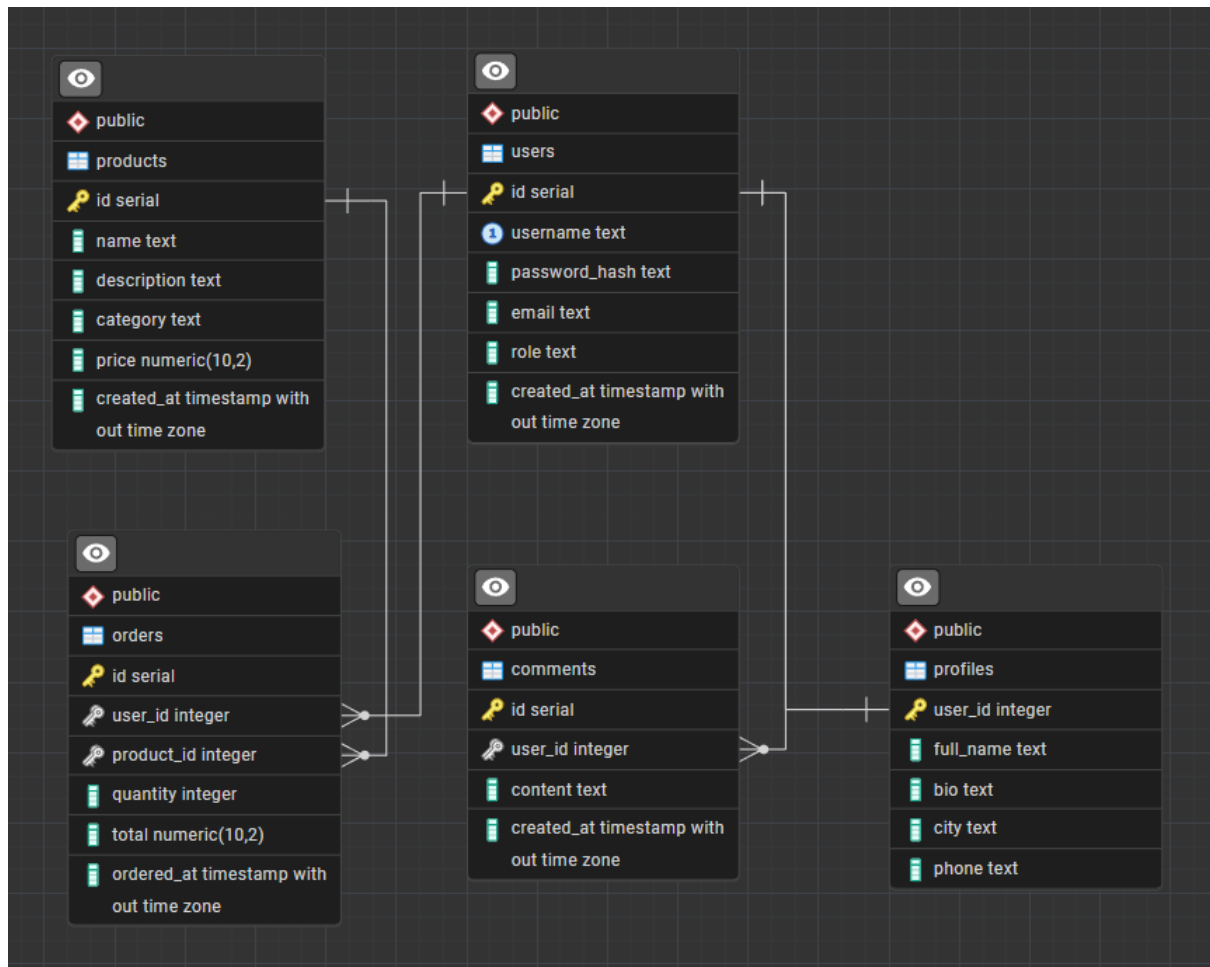 public
products
id serial
name text
description text
category text
price numeric(10,2)
created_at timestamp with
out time zone
public
users
id serial
1
username text
password_hash text
email text
role text
created_at timestamp with
out time zone
public
orders
id serial
user_id integer
product_id integer
quantity integer
total numeric(10,2)
ordered_at timestamp with
out time zone
public
comments
id serial
user_id integer
content text
created_at timestamp with
out time zone
public
profiles
user_id integer
full_name text
bio text
city text
phone text